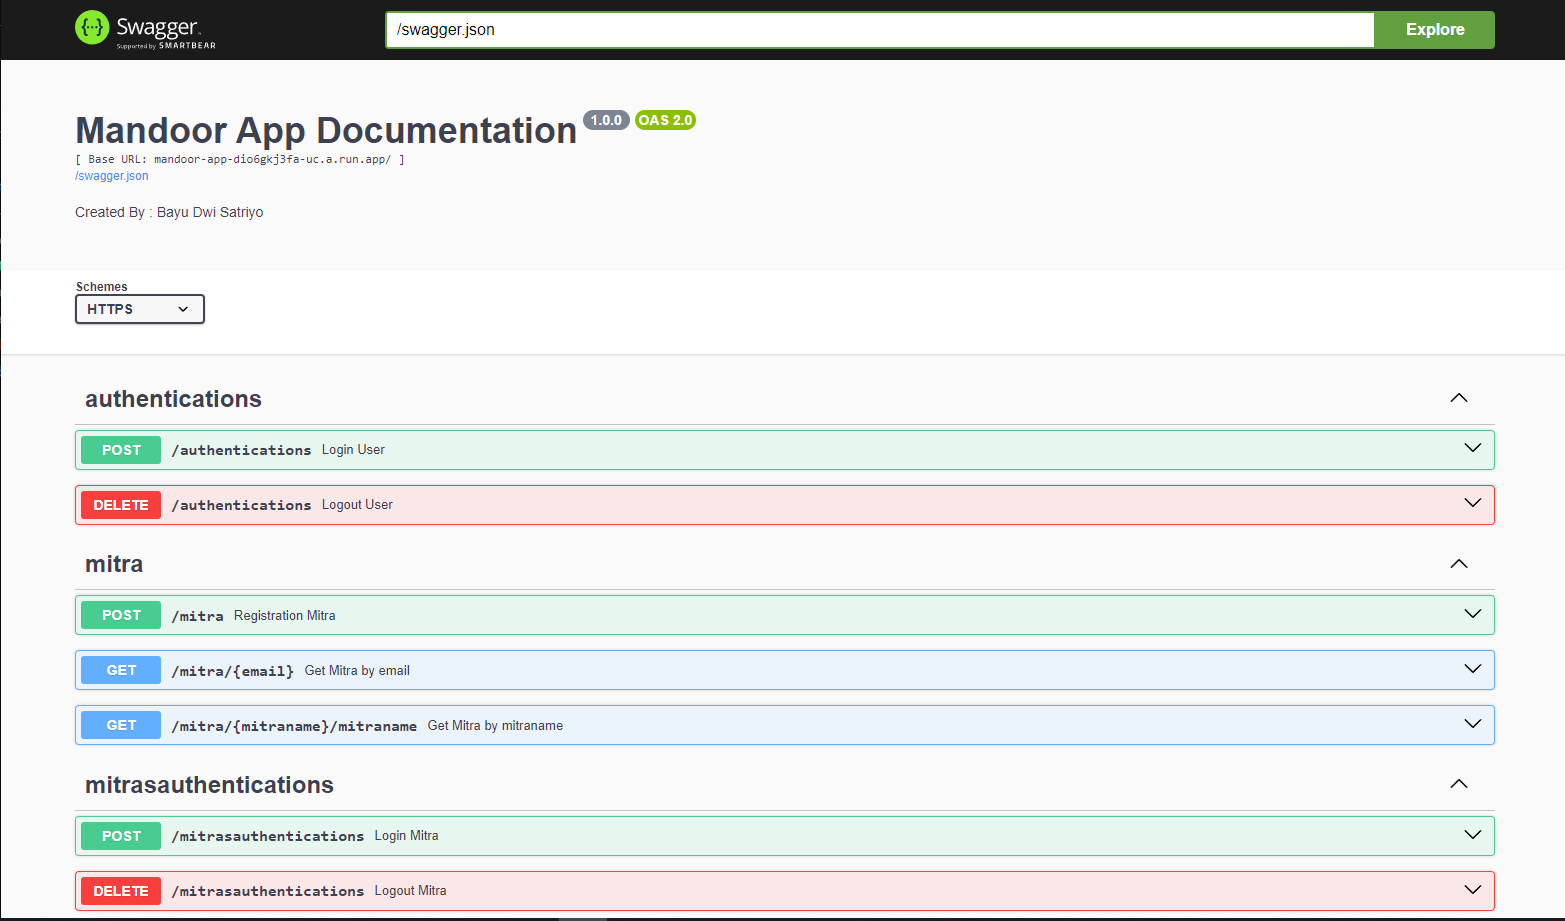 {···} Swagger.
Supported by SMARTBEAR
/swagger.json
Explore
Mandoor App Documentation 1.0.0 OAS 2.0
[ Base URL: mandoor-app-dio6gkj3fa-uc.a.run.app/ ]
/swagger.json
Created By : Bayu Dwi Satriyo
Schemes
HTTPS
authentications
POST /authentications Login User
DELETE /authentications Logout User
mitra
POST /mitra Registration Mitra
GET /mitra/{email} Get Mitra by email
GET /mitra/{mitraname}/mitraname Get Mitra by mitraname
mitrasauthentications
POST /mitrasauthentications Login Mitra
DELETE /mitrasauthentications Logout Mitra